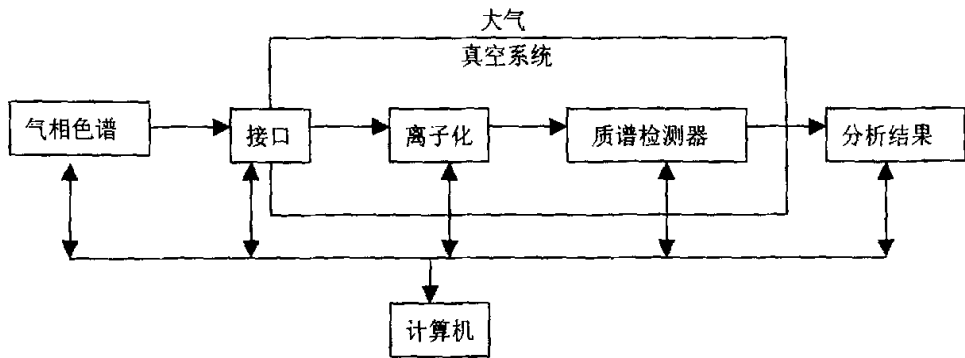 大气
真空系统
气相色谱
接口
离子化
质谱检测器
分析结果
计算机